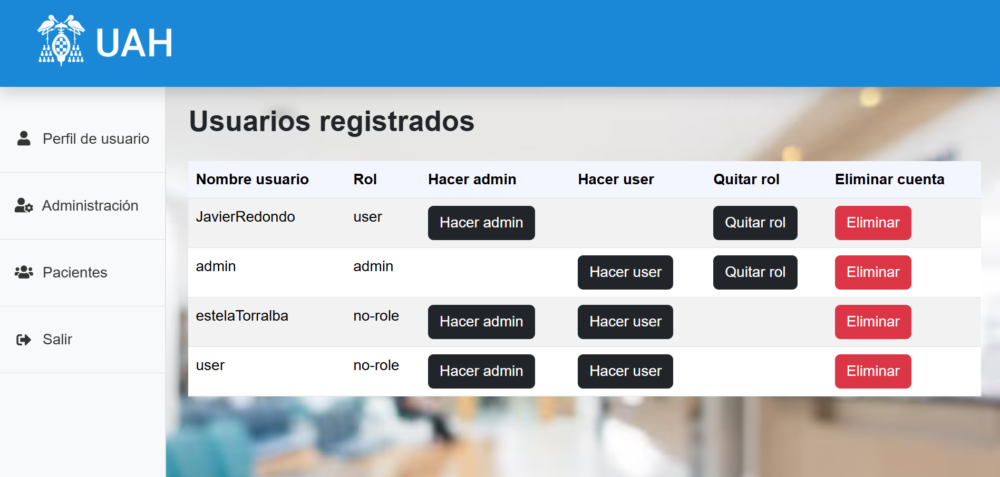 UAH
Perfil de usuario
Administración
Pacientes
Salir
Usuarios registrados
Nombre usuario Rol Hacer admin Hacer user Quitar rol Eliminar cuenta
JavierRedondo user Hacer admin Quitar rol Eliminar
admin admin Hacer user Quitar rol Eliminar
estelaTorralba no-role Hacer admin Hacer user Eliminar
user no-role Hacer admin Hacer user Eliminar